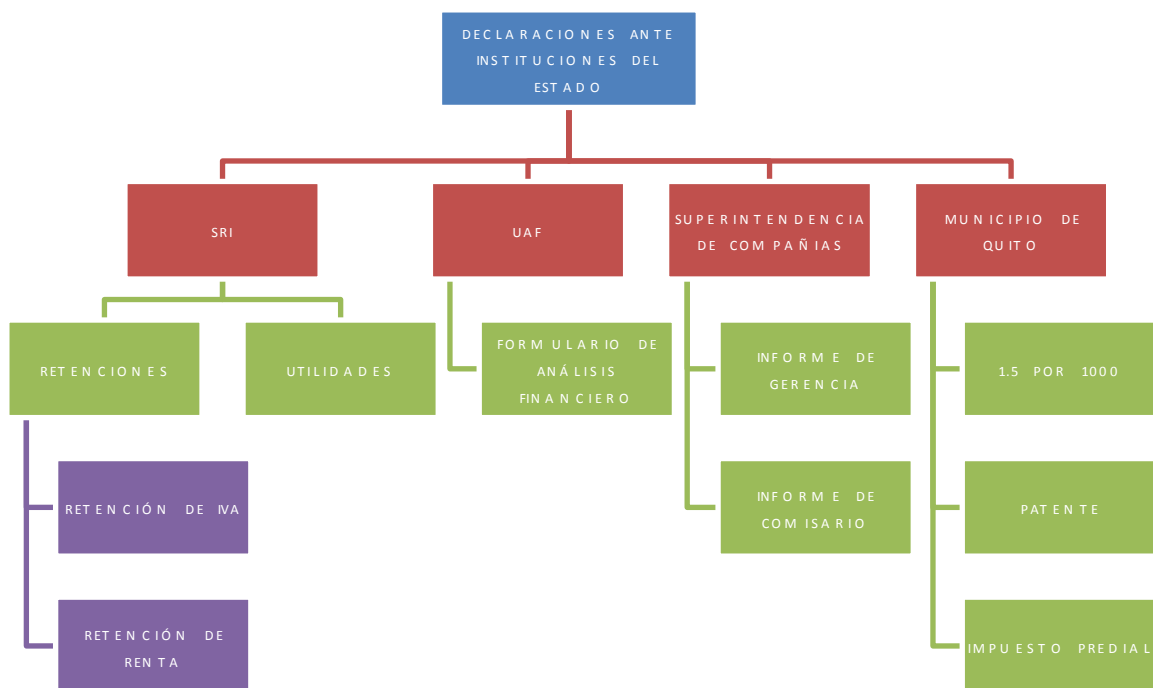 DECLARACIONES ANTE
INSTITUCIONES DEL
ESTADO
SRI
UAF
SUPERINTENDENCIA
DE COMPAÑIAS
MUNICIPIO DE
QUITO
RETENCIONES
UTILIDADES
FORMULARIO DE
ANÁLISIS
FINANCIERO
INFORME DE
GERENCIA
1.5 POR 1000
RETENCIÓN DE IVA
INFORME DE
COMISARIO
PATENTE
RETENCIÓN DE
RENTA
IMPUESTO PREDIAL